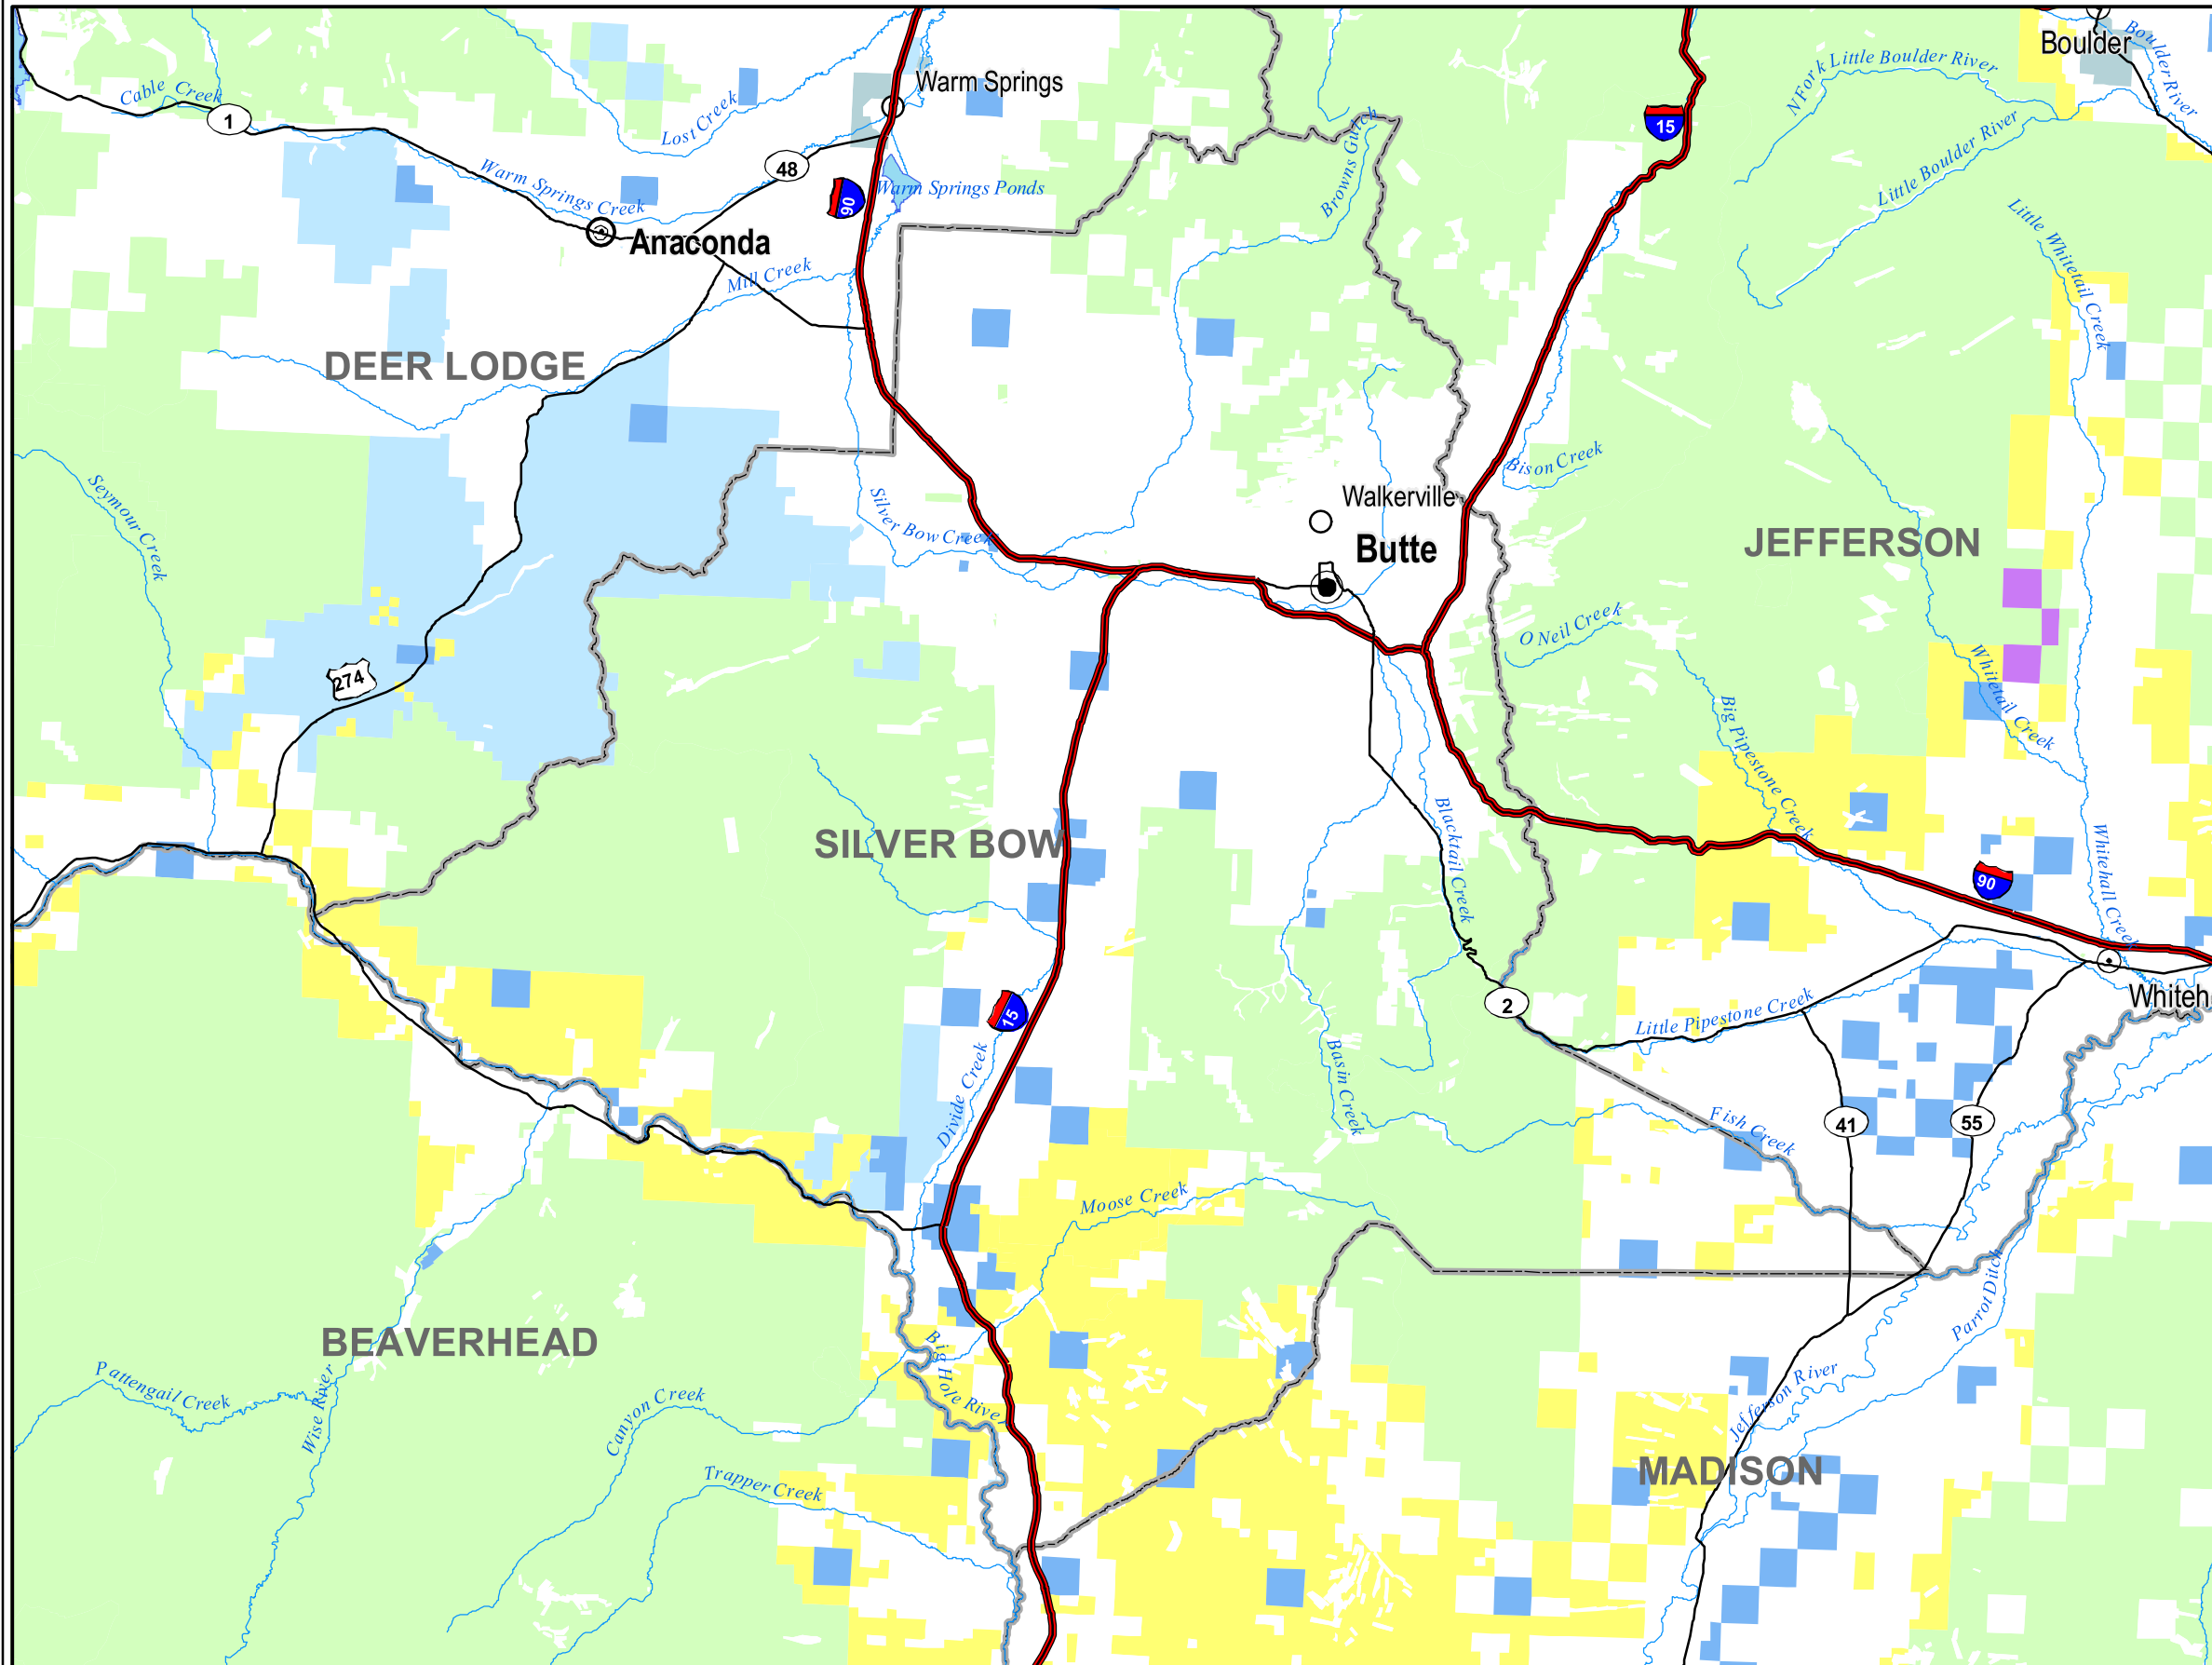 Boulder
Boulder River
N Fork Little Boulder River
Warm Springs
Cable Creek
1
Lost Creek
15
Little Boulder River
Browns Gulch
48
Warm Springs Creek
90
Warm Springs Ponds
Little Whitetail Creek
Anaconda
Mill Creek
DEER LODGE
Bison Creek
Walkerville
Seymour Creek
Silver Bow Creek
Butte
JEFFERSON
O Neil Creek
274
Whitetail Creek
Big Pipestone Creek
SILVER BOW
Blacktail Creek
Whitehall Creek
90
15
2
Whiteh
Little Pipestone Creek
Divide Creek
Basin Creek
Fish Creek
41
55
Moose Creek
Parrot Ditch
BEAVERHEAD
Big Hole River
Pattengail Creek
Wise River
Canyon Creek
Jefferson River
Trapper Creek
MADISON